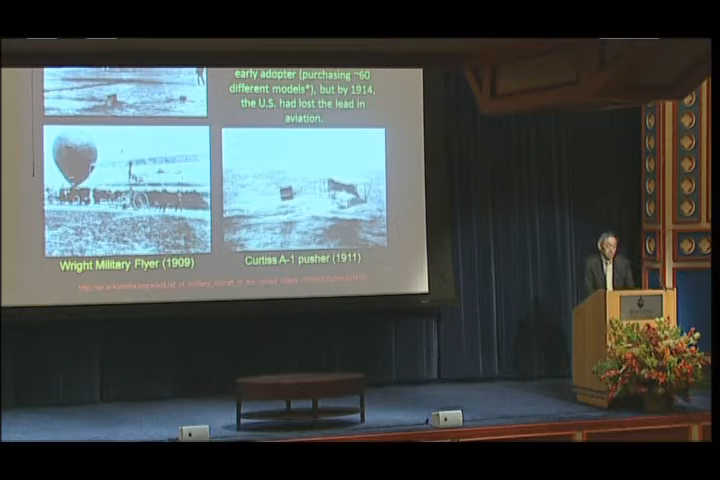 early adopter (purchasing ~60
different models*), but by 1914,
the U.S. had lost the lead in
aviation.
Wright Military Flyer (1909)
Curtiss A-1 pusher (1911)